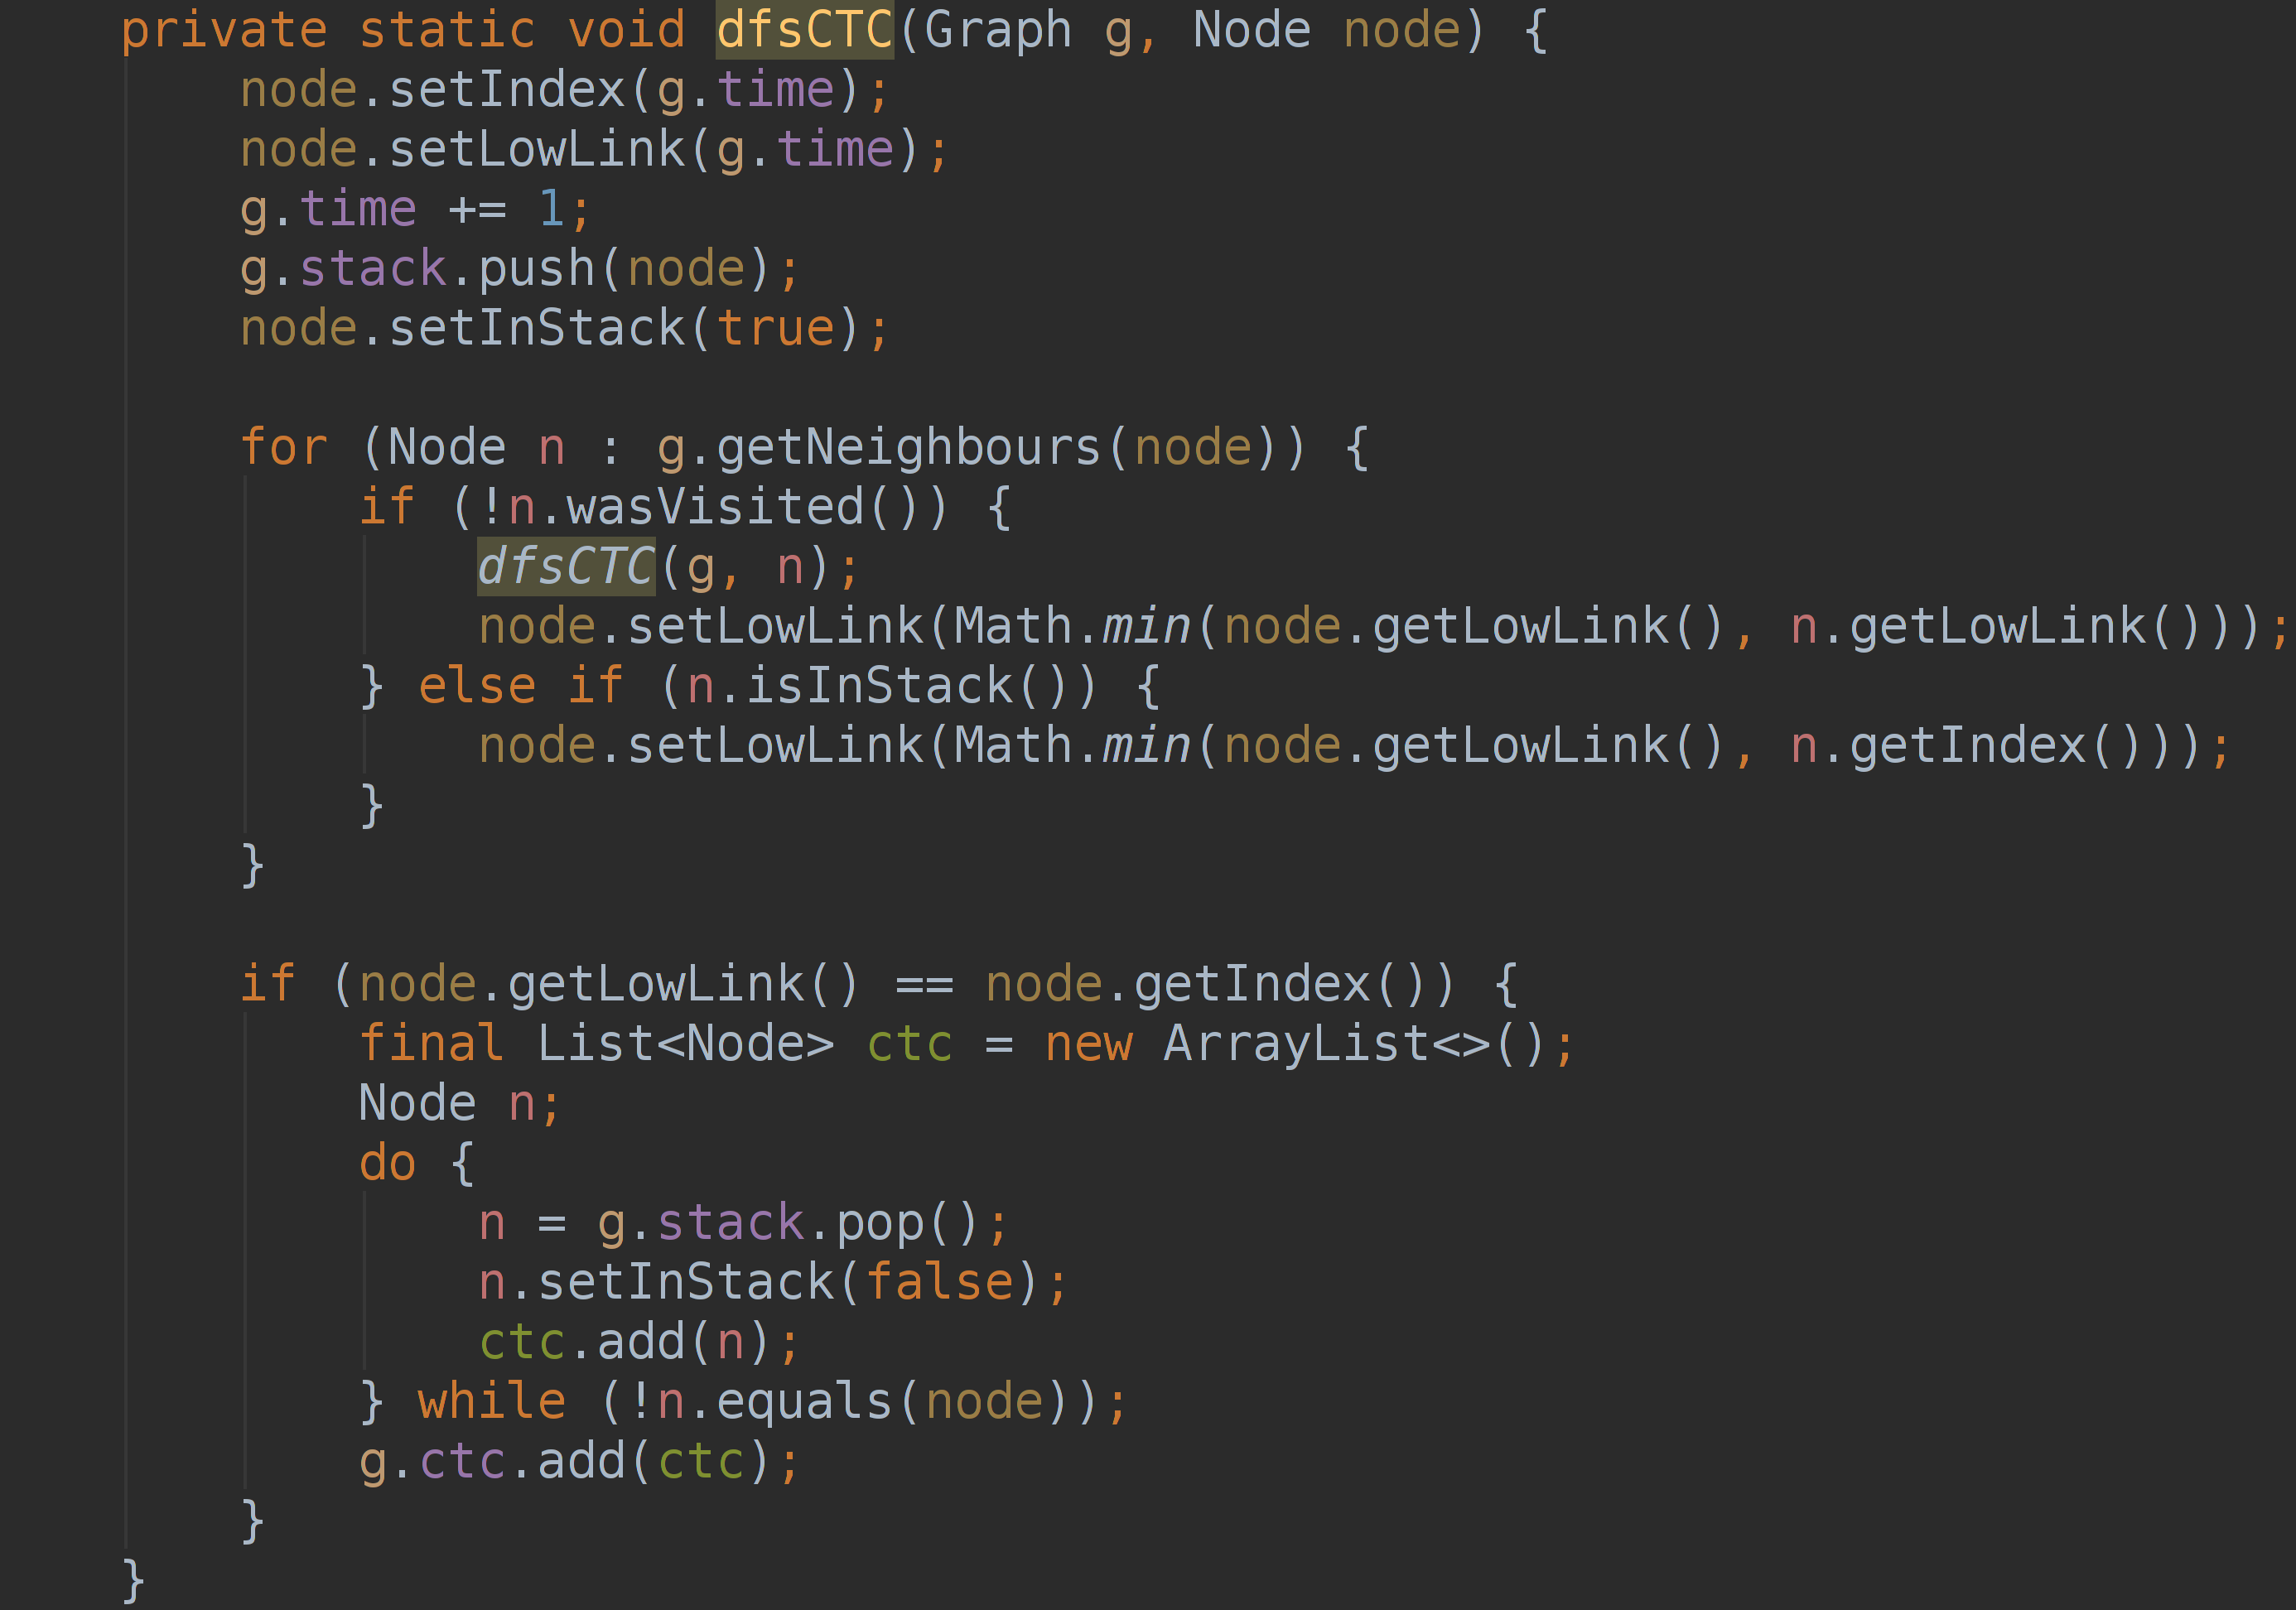 private static void dfsCTC(Graph g, Node node) {
    node.setIndex(g.time);
    node.setLowLink(g.time);
    g.time += 1;
    g.stack.push(node);
    node.setInStack(true);

    for (Node n : g.getNeighbours(node)) {
        if (!n.wasVisited()) {
            dfsCTC(g, n);
            node.setLowLink(Math.min(node.getLowLink(), n.getLowLink()));
        } else if (n.isInStack()) {
            node.setLowLink(Math.min(node.getLowLink(), n.getIndex()));
        }
    }

    if (node.getLowLink() == node.getIndex()) {
        final List<Node> ctc = new ArrayList<>();
        Node n;
        do {
            n = g.stack.pop();
            n.setInStack(false);
            ctc.add(n);
        } while (!n.equals(node));
        g.ctc.add(ctc);
    }
}